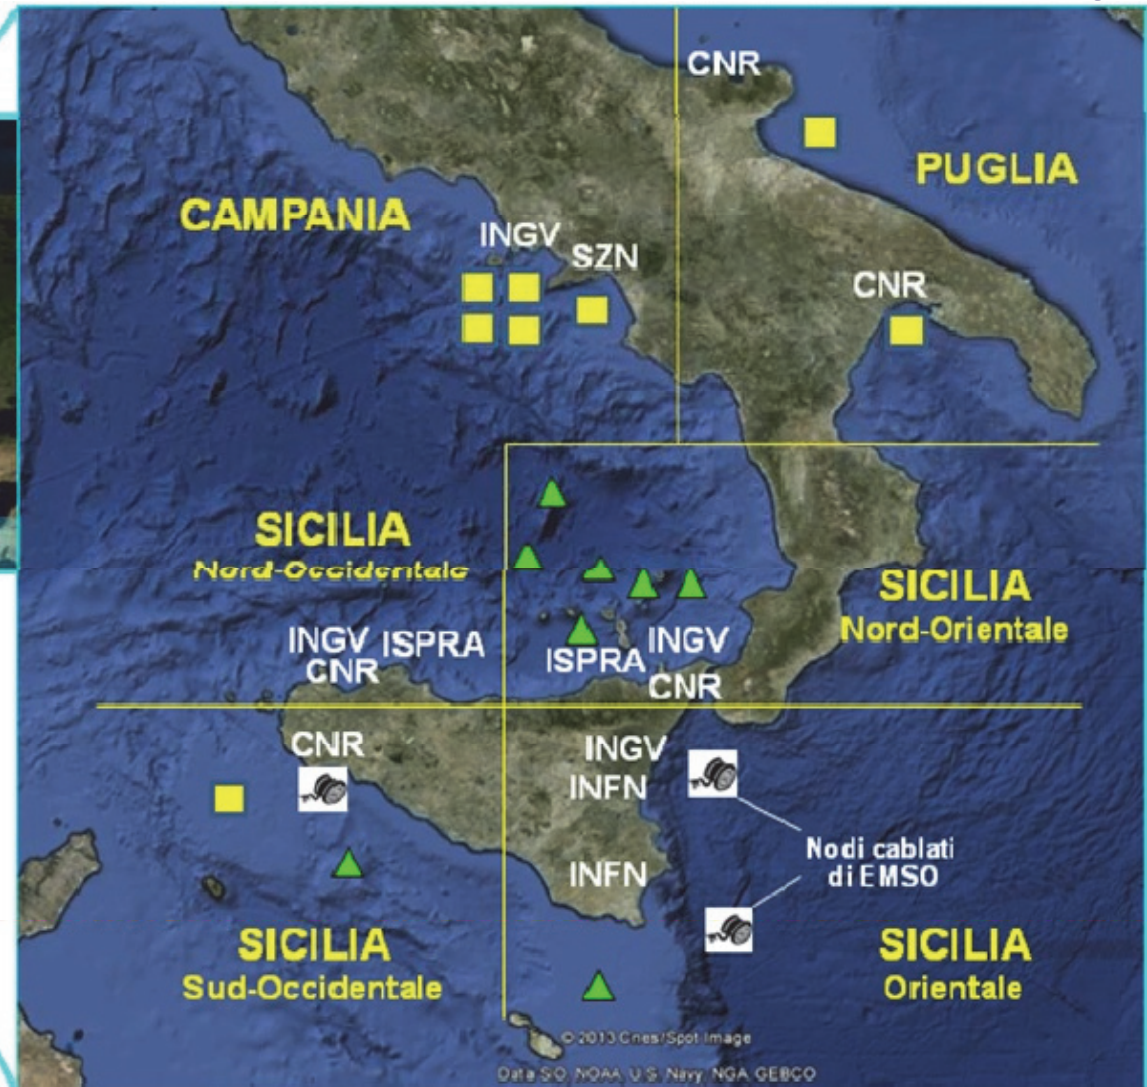 CNR
PUGLIA
CAMPANIA
INGV
SZN
CNR
SICILIA
Nord-Occidentale
SICILIA
Nord-Orientale
INGV ISPRA
CNR
ISPRA INGV
CNR
CNR
INGV
INFN
Nodi cablati
di EMSO
INFN
SICILIA
Sud-Occidentale
SICILIA
Orientale
© 2013 Cnes/Spot Image
Data SIO, NOAA, U.S. Navy, NGA, GEBCO